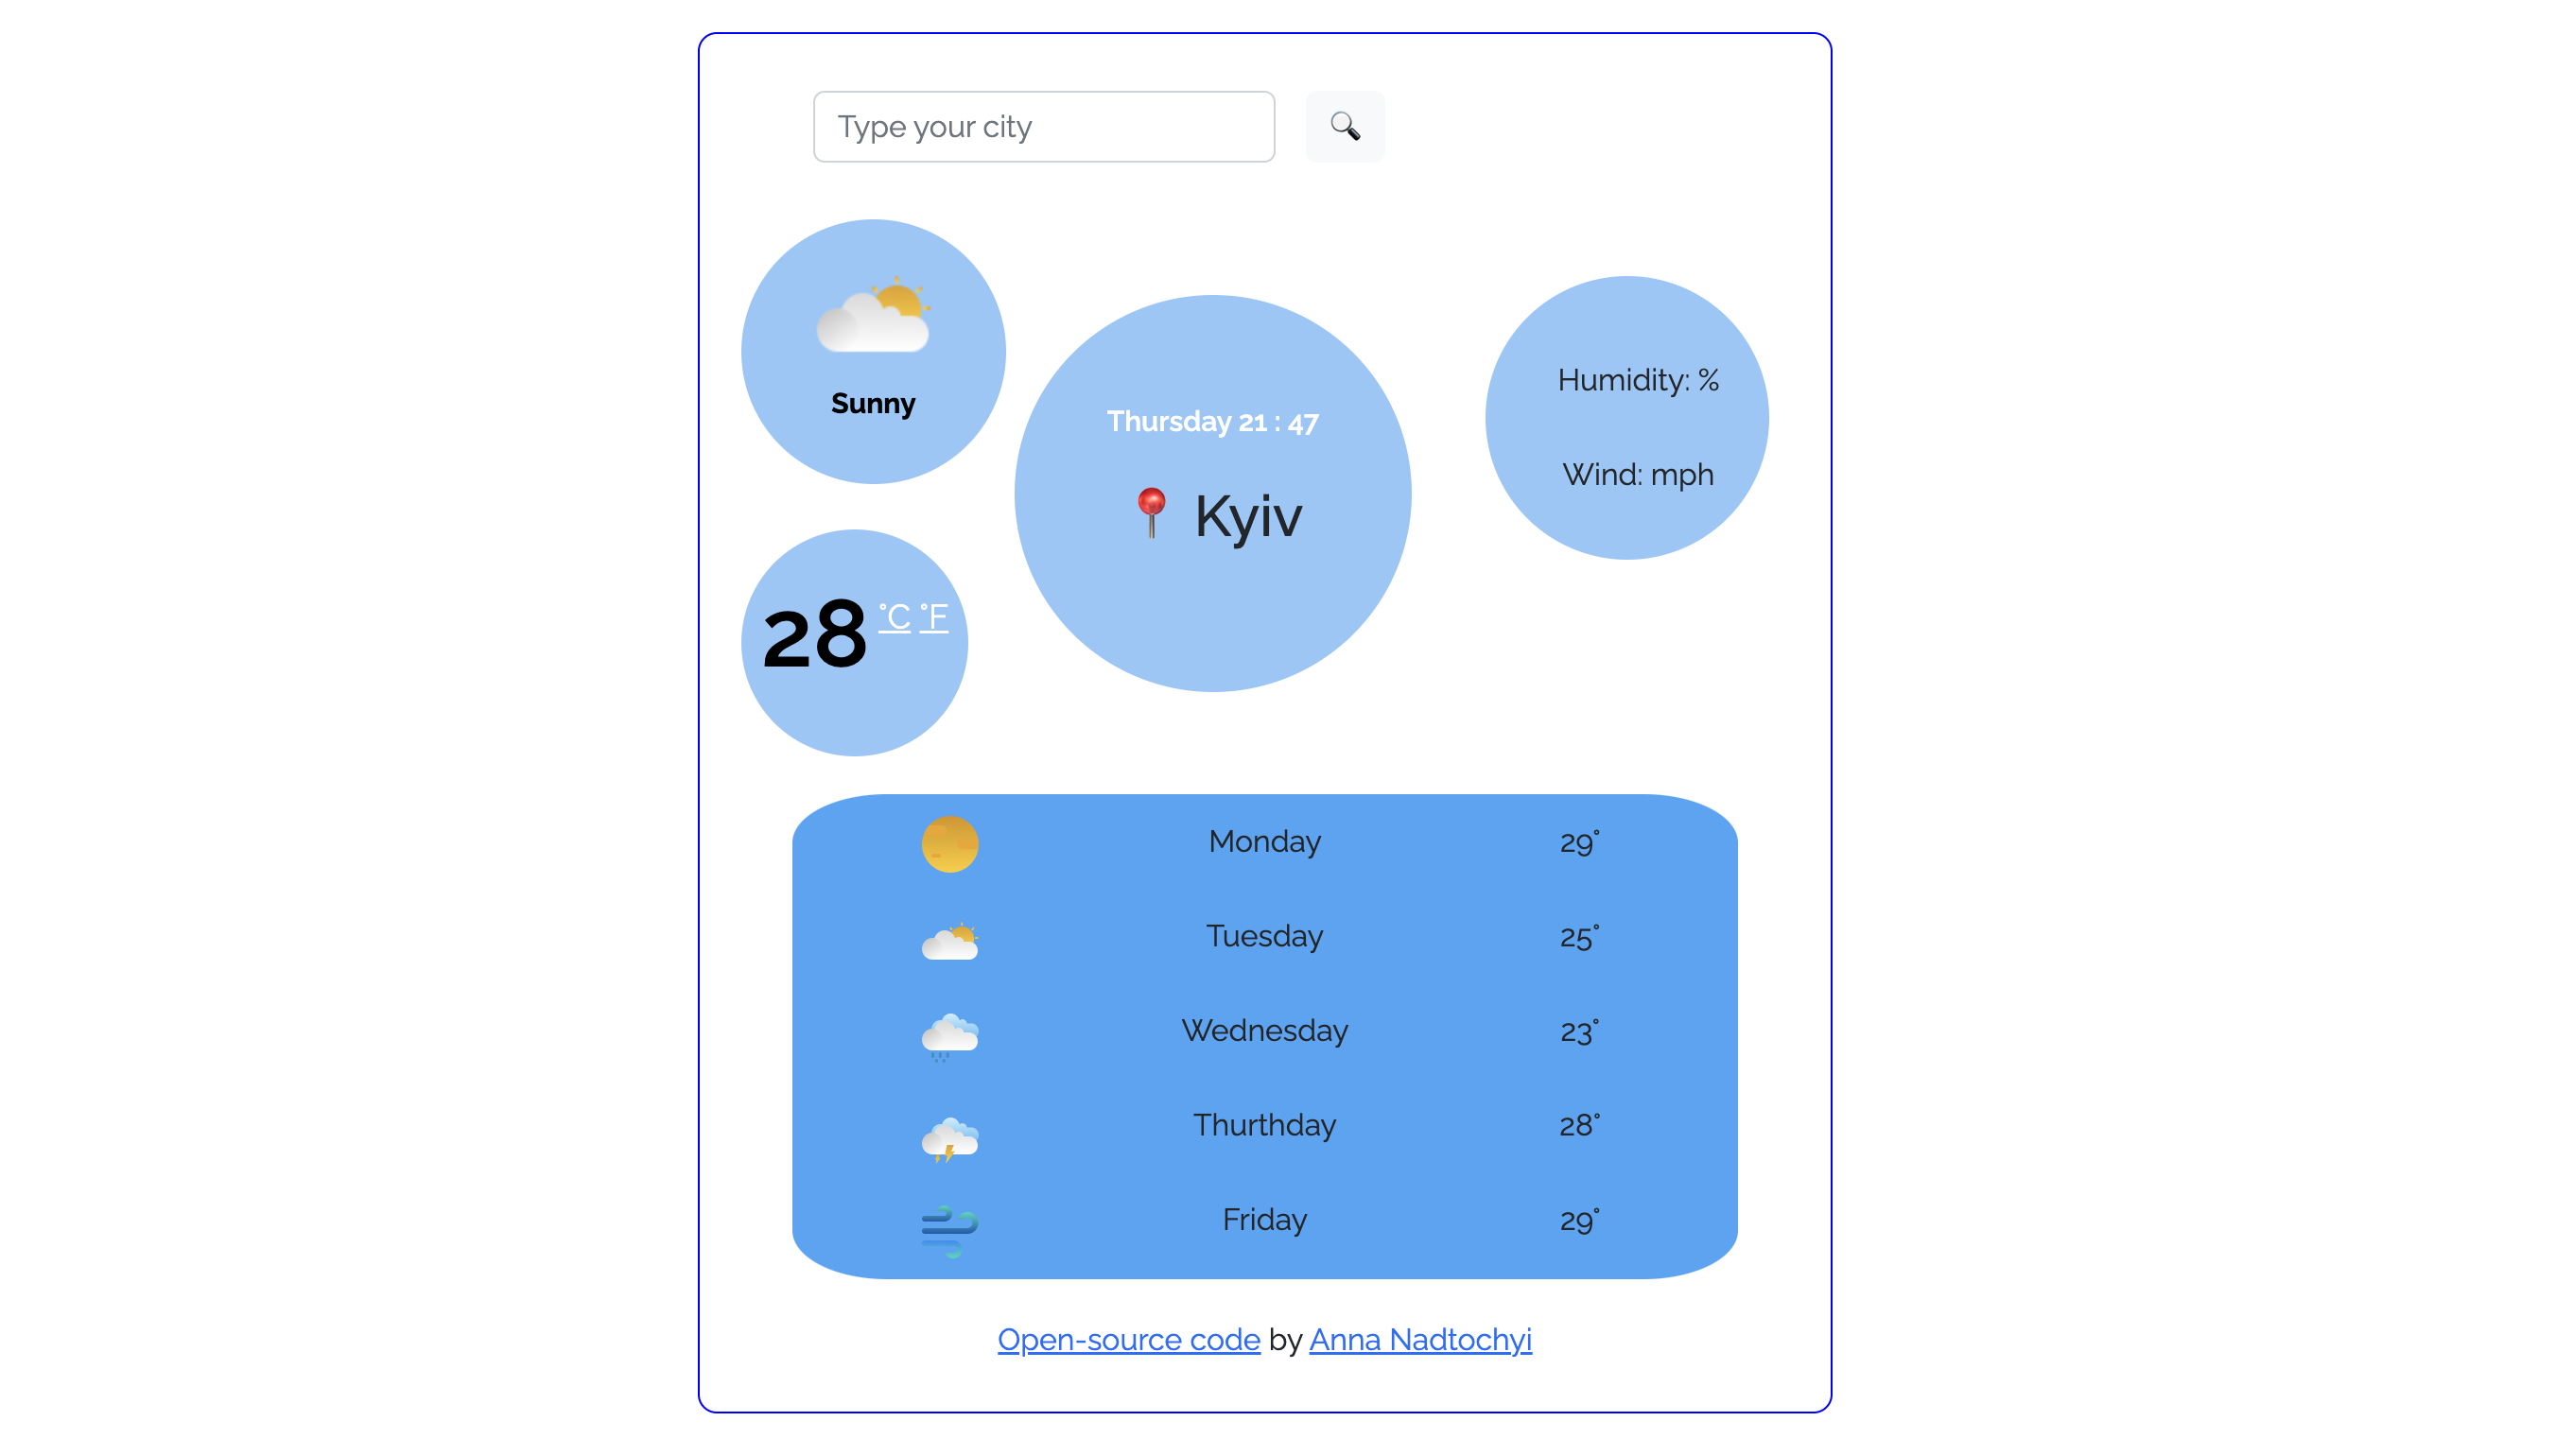 Type your city
Sunny
Thursday 21 : 47
Kyiv
Humidity: %
Wind: mph
28 °C °F
Monday 29°
Tuesday 25°
Wednesday 23°
Thurthday 28°
Friday 29°
Open-source code by Anna Nadtochyi